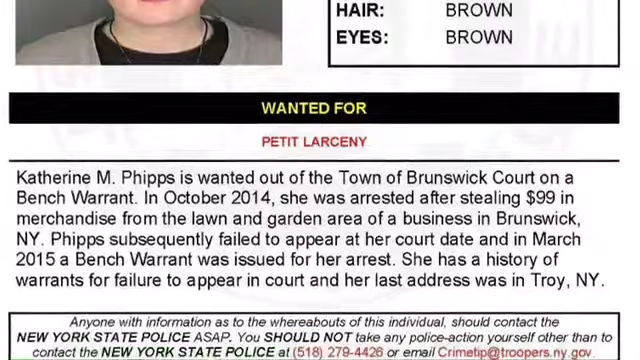 HAIR: BROWN
EYES: BROWN
WANTED FOR
PETIT LARCENY
Katherine M. Phipps is wanted out of the Town of Brunswick Court on a
Bench Warrant. In October 2014, she was arrested after stealing $99 in
merchandise from the lawn and garden area of a business in Brunswick,
NY. Phipps subsequently failed to appear at her court date and in March
2015 a Bench Warrant was issued for her arrest. She has a history of
warrants for failure to appear in court and her last address was in Troy, NY.
Anyone with information as to the whereabouts of this individual, should contact the
NEW YORK STATE POLICE ASAP. You SHOULD NOT take any police-action yourself other than to
contact the NEW YORK STATE POLICE at (518) 279-4426 or email Crimetip@troopers.ny.gov.